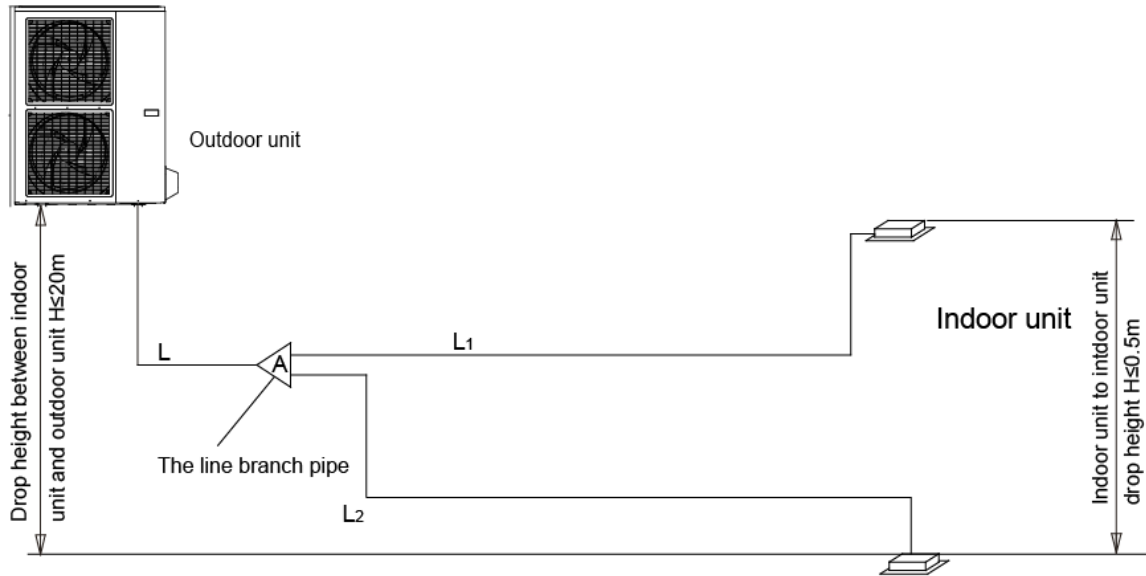 Outdoor unit
Drop height between indoor
unit and outdoor unit H≤20m
L
A
L1
The line branch pipe
L2
Indoor unit
Indoor unit to intdoor unit
drop height H≤0.5m